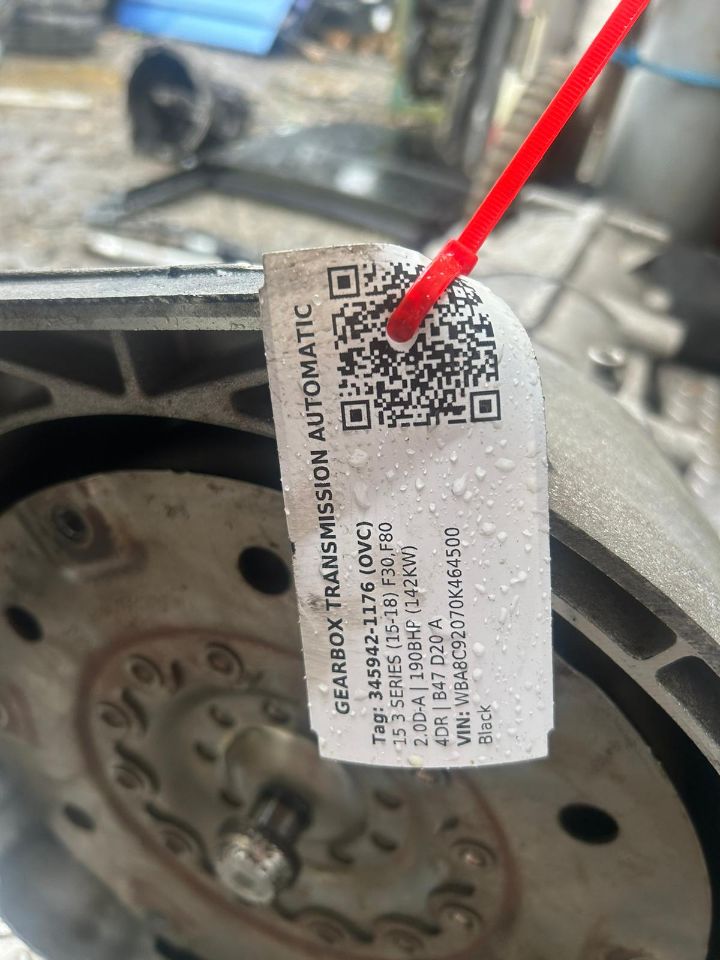 GEARBOX TRANSMISSION AUTOMATIC
Tag: 345942-1176 (OVC)
15 3 SERIES (15-18) F30,F80
2.0D-A | 190BHP (142KW)
4DR | B47 D20 A
VIN: WBA8C92070K464500
Black